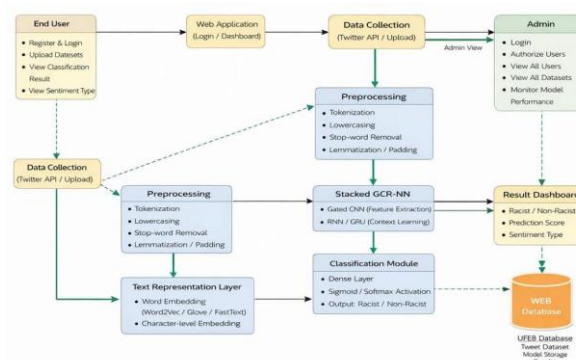 End User
• Register & Login
• Upload Datesets
• View Classification
Result
• View Sentiment Type
Web Application
(Login / Dashboard)
Data Collection
(Twitter API / Upload)
Admin View
Admin
• Login
• Authorize Users
• View All Users
• View All Datasets
• Monitor Model
Performance
Preprocessing
• Tokenization
• Lowercasing
• Stop-word Removal
• Lemmatization / Padding
Data Collection
(Twitter API / Upload)
Preprocessing
• Tokenization
• Lowercasing
• Stop-word Removal
• Lemmatization / Padding
Stacked GCR-NN
• Gated CNN (Feature Extraction)
• RNN / GRU (Context Learning)
Result Dashboard
• Racist / Non-Racist
• Prediction Score
• Sentiment Type
Text Representation Layer
• Word Embedding
(Word2Vec / Glove / FastText)
• Character-level Embedding
Classification Module
• Dense Layer
• Sigmoid / Softmax Activation
• Output: Racist / Non-Racist
WEB
Database
UFEB Database
Tweet Dataset
Model Storage